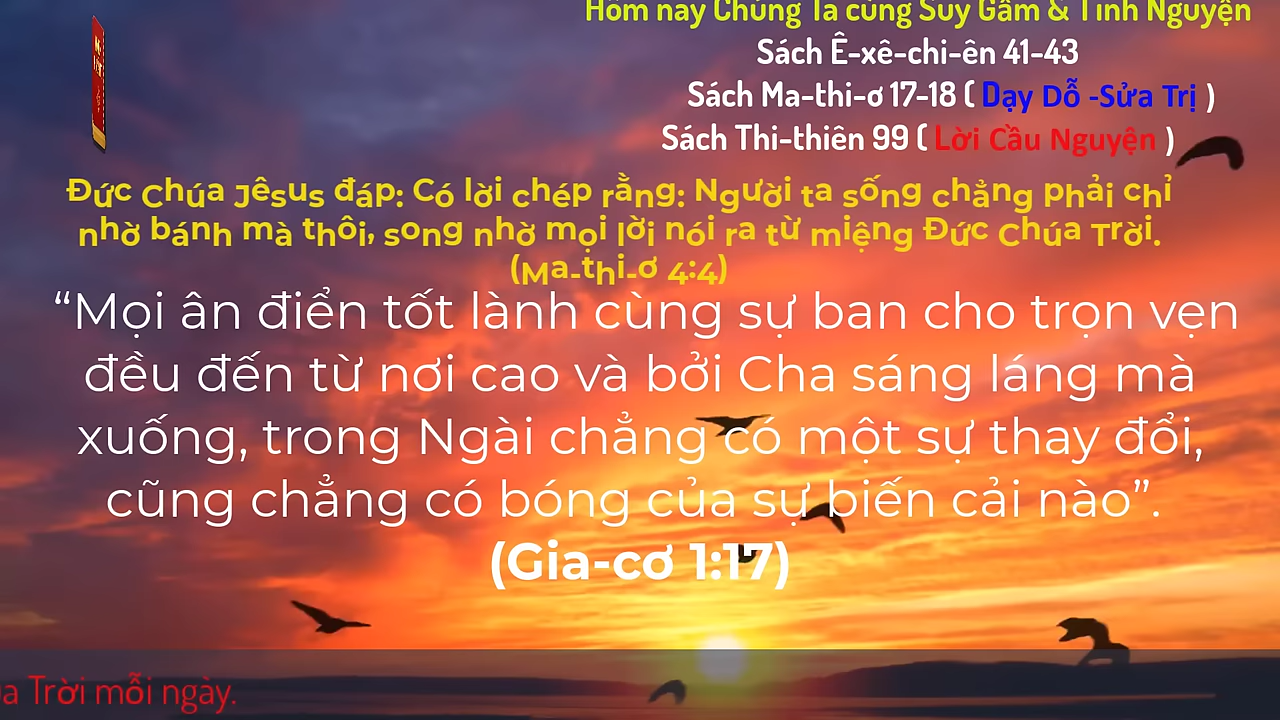 Hôm nay Chúng Ta cùng Suy Gẫm & Tĩnh Nguyện
Sách Ê-xê-chi-ên 41-43
Sách Ma-thi-ơ 17-18 ( Dạy Dỗ -Sửa Trị )
Sách Thi-thiên 99 ( Lời Cầu Nguyện )
Đức Chúa Jêsus đáp: Có lời chép rằng: Người ta sống chẳng phải chỉ
nhờ bánh mà thôi, song nhờ mọi lời nói ra từ miệng Đức Chúa Trời.
(Ma-thi-ơ 4:4)
“Mọi ân điển tốt lành cùng sự ban cho trọn vẹn
đều đến từ nơi cao và bởi Cha sáng láng mà
xuống, trong Ngài chẳng có một sự thay đổi,
cũng chẳng có bóng của sự biến cải nào”.
(Gia-cơ 1:17)
Trời mỗi ngày.